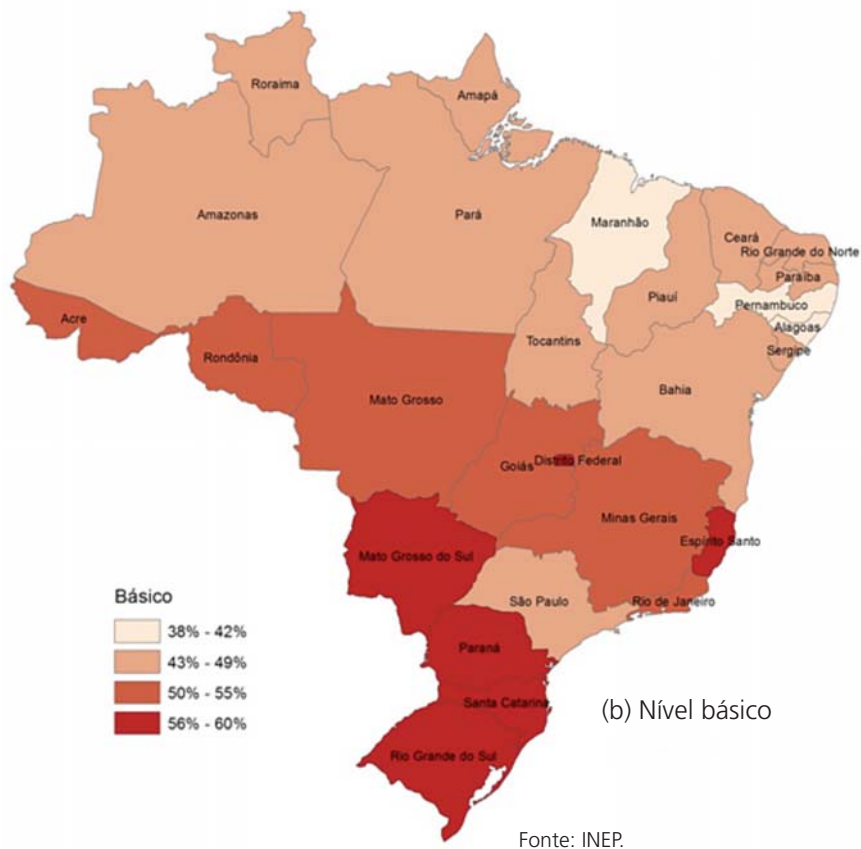 Roraima
Amapá
Amazonas
Pará
Maranhão
Ceará
Rio Grande do Norte
Paraíba
Piauí
Pernambuco
Alagoas
Sergipe
Acre
Rondônia
Tocantins
Bahia
Mato Grosso
Goiás
Distrito Federal
Minas Gerais
Espírito Santo
Mato Grosso do Sul
São Paulo
Rio de Janeiro
Paraná
Santa Catarina
Rio Grande do Sul
Básico
38% - 42%
43% - 49%
50% - 55%
56% - 60%
(b) Nível básico
Fonte: INEP.